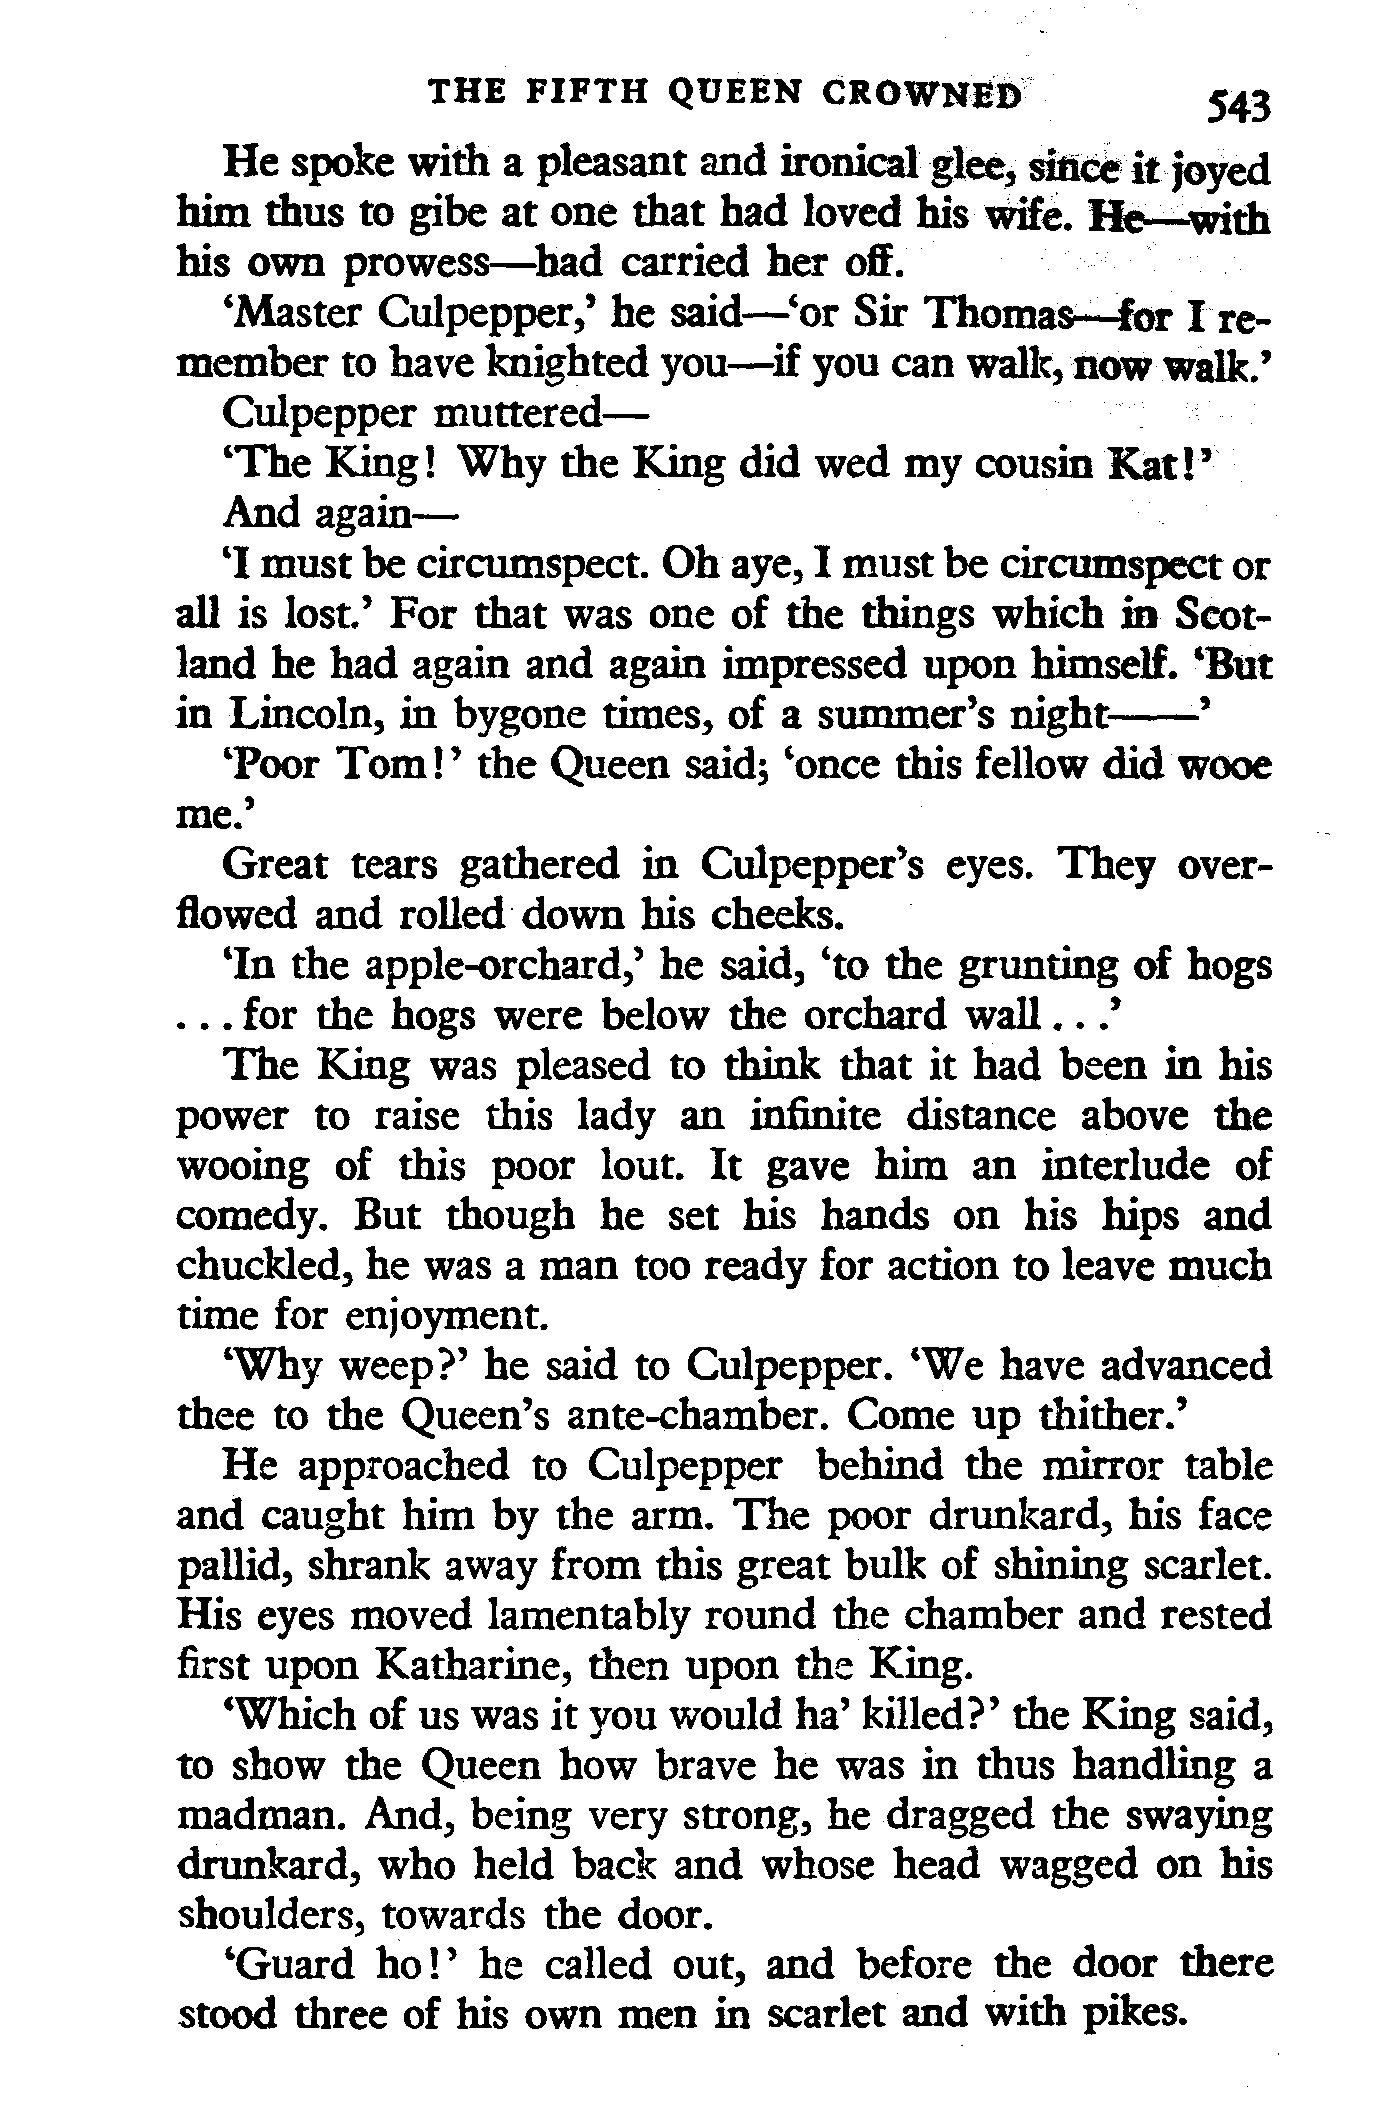 THE FIFTH QUEEN CROWNED 543
He spoke with a pleasant and ironical glee, since it joyed
him thus to gibe at one that had loved his wife. He—with
his own prowess—had carried her off.
‘Master Culpepper,’ he said—‘or Sir Thomas—for I re-
member to have knighted you—if you can walk, now walk.’
Culpepper muttered—
‘The King! Why the King did wed my cousin Kat!’
And again—
‘I must be circumspect. Oh aye, I must be circumspect or
all is lost.’ For that was one of the things which in Scot-
land he had again and again impressed upon himself. ‘But
in Lincoln, in bygone times, of a summer’s night——’
‘Poor Tom!’ the Queen said; ‘once this fellow did wooe
me.’
Great tears gathered in Culpepper’s eyes. They over-
flowed and rolled down his cheeks.
‘In the apple-orchard,’ he said, ‘to the grunting of hogs
. . . for the hogs were below the orchard wall . . .’
The King was pleased to think that it had been in his
power to raise this lady an infinite distance above the
wooing of this poor lout. It gave him an interlude of
comedy. But though he set his hands on his hips and
chuckled, he was a man too ready for action to leave much
time for enjoyment.
‘Why weep?’ he said to Culpepper. ‘We have advanced
thee to the Queen’s ante-chamber. Come up thither.’
He approached to Culpepper behind the mirror table
and caught him by the arm. The poor drunkard, his face
pallid, shrank away from this great bulk of shining scarlet.
His eyes moved lamentably round the chamber and rested
first upon Katharine, then upon the King.
‘Which of us was it you would ha’ killed?’ the King said,
to show the Queen how brave he was in thus handling a
madman. And, being very strong, he dragged the swaying
drunkard, who held back and whose head wagged on his
shoulders, towards the door.
‘Guard ho!’ he called out, and before the door there
stood three of his own men in scarlet and with pikes.